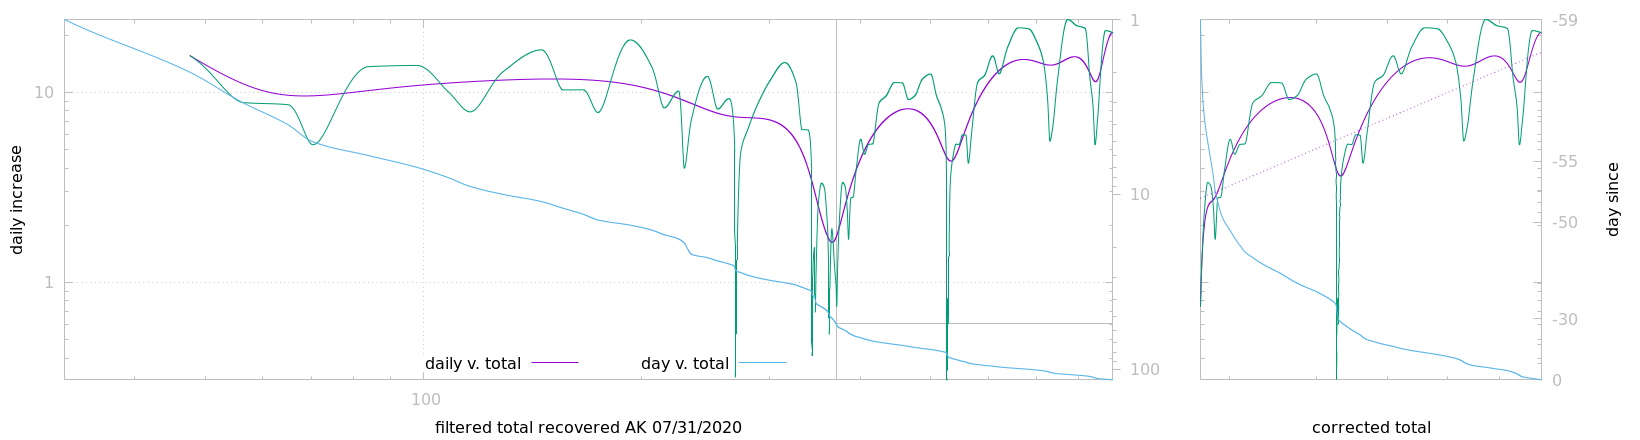 1
-59
10
daily increase
-55
10
-50
day since
1
-30
daily v. total
day v. total
100
0
100
filtered total recovered AK 07/31/2020
corrected total